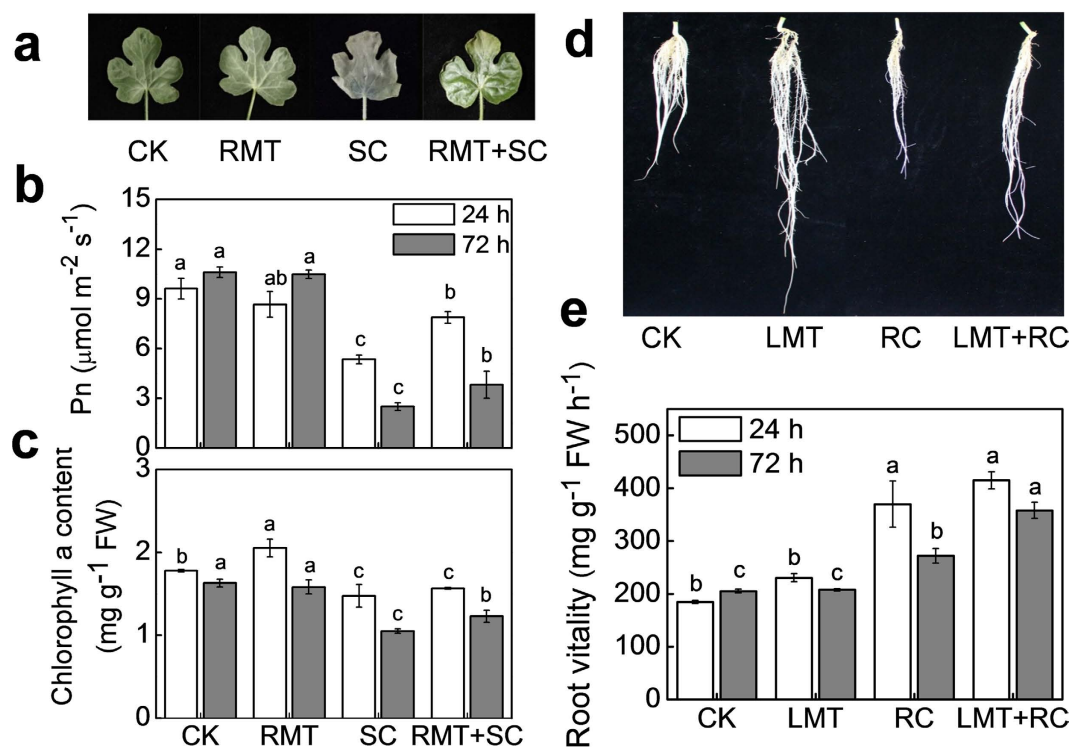 a
CK RMT SC RMT+SC
b
Pn (μmol m⁻² s⁻¹)
15
12
9
6
3
0
24 h
72 h
a a ab a c c b b
c
Chlorophyll a content
(mg g⁻¹ FW)
3
2
1
0
b a a a c c c b
CK RMT SC RMT+SC
d
CK LMT RC LMT+RC
e
Root vitality (mg g⁻¹ FW h⁻¹)
500
400
300
200
100
0
24 h
72 h
b c b c a b a a
CK LMT RC LMT+RC